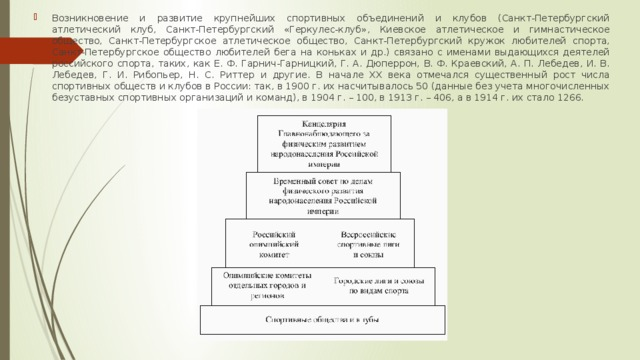 Возникновение и развитие крупнейших спортивных объединений и клубов (Санкт-Петербургский
атлетический клуб, Санкт-Петербургский «Геркулес-клуб», Киевское атлетическое и гимнастическое
общество, Санкт-Петербургское атлетическое общество, Санкт-Петербургский кружок любителей спорта,
Санкт-Петербургское общество любителей бега на коньках и др.) связано с именами выдающихся деятелей
российского спорта, таких, как Е. Ф. Гарнич-Гарницкий, Г. А. Дюперрон, В. Ф. Краевский, А. П. Лебедев, И. В.
Лебедев, Г. И. Рибопьер, Н. С. Риттер и другие. В начале XX века отмечался существенный рост числа
спортивных обществ и клубов в России: так, в 1900 г. их насчитывалось 50 (данные без учета многочисленных
безуставных спортивных организаций и команд), в 1904 г. – 100, в 1913 г. – 406, а в 1914 г. их стало 1266.
Канцелярия
Главнонаблюдающего за
физическим развитием
народонаселения Российской
империи
Временный совет по делам
физического развития
народонаселения Российской
империи
Российский
олимпийский
комитет
Всероссийские
спортивные лиги
и союзы
Олимпийские комитеты
отдельных городов и
регионов
Городские лиги и союзы
по видам спорта
Спортивные общества и клубы